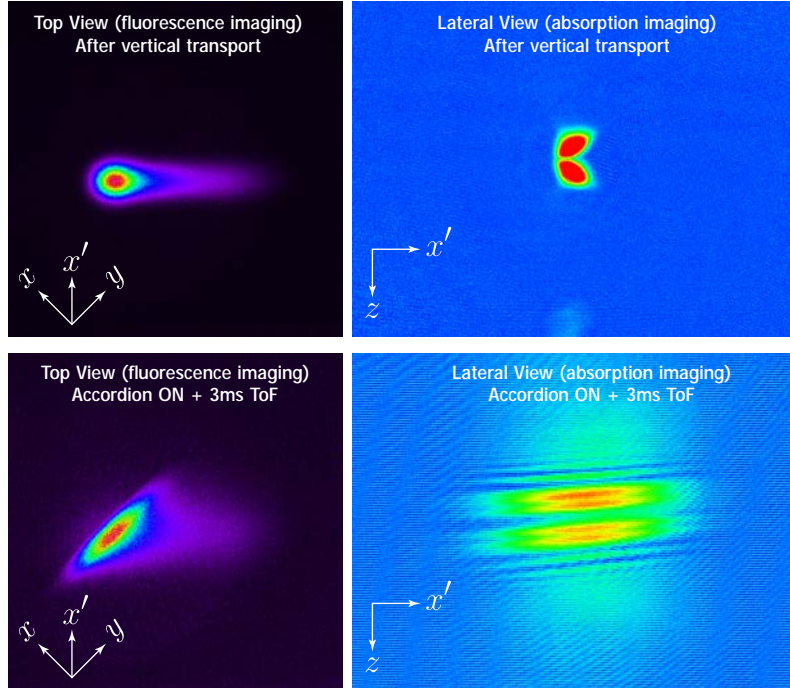 Top View (fluorescence imaging)
After vertical transport
x
x′
y
Lateral View (absorption imaging)
After vertical transport
x′
z
Top View (fluorescence imaging)
Accordion ON + 3ms ToF
x
x′
y
Lateral View (absorption imaging)
Accordion ON + 3ms ToF
x′
z